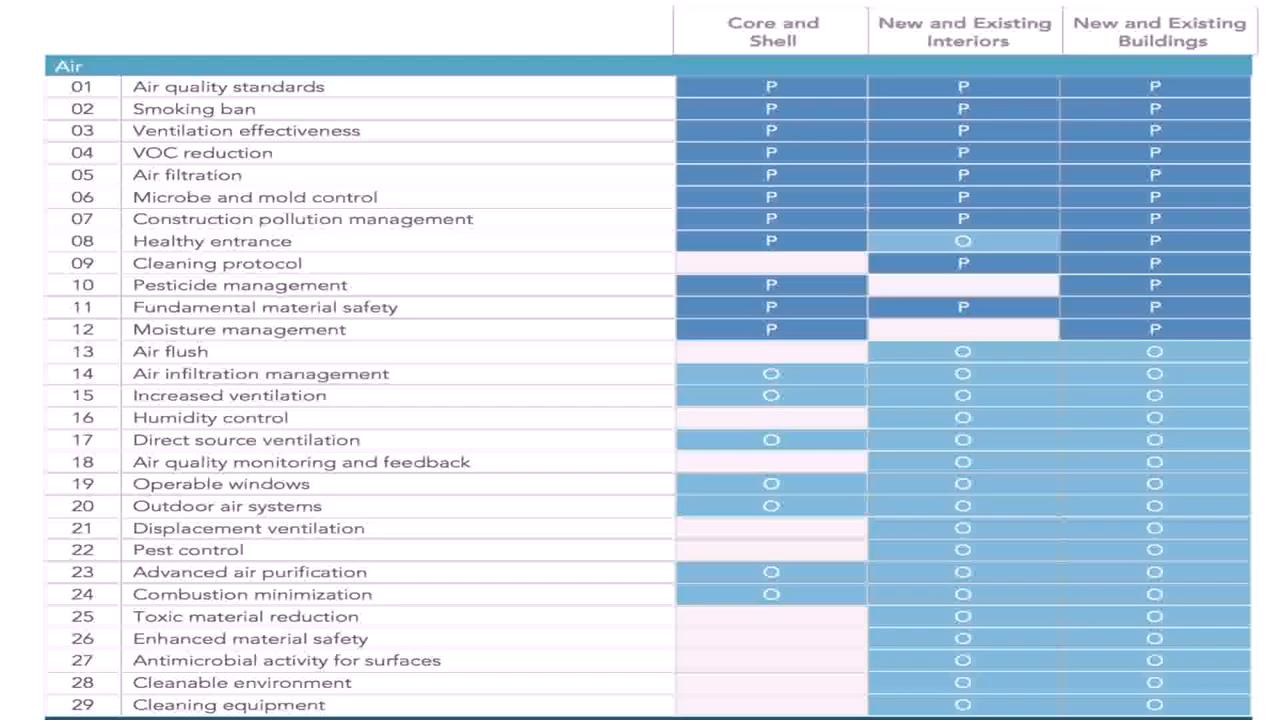 Core and Shell New and Existing Interiors New and Existing Buildings
Air
01 Air quality standards P P P
02 Smoking ban P P P
03 Ventilation effectiveness P P P
04 VOC reduction P P P
05 Air filtration P P P
06 Microbe and mold control P P P
07 Construction pollution management P P P
08 Healthy entrance P O P
09 Cleaning protocol P P
10 Pesticide management P P
11 Fundamental material safety P P P
12 Moisture management P P
13 Air flush O O
14 Air infiltration management O O O
15 Increased ventilation O O O
16 Humidity control O O
17 Direct source ventilation O O O
18 Air quality monitoring and feedback O O
19 Operable windows O O O
20 Outdoor air systems O O O
21 Displacement ventilation O O
22 Pest control O O
23 Advanced air purification O O O
24 Combustion minimization O O O
25 Toxic material reduction O O
26 Enhanced material safety O O
27 Antimicrobial activity for surfaces O O
28 Cleanable environment O O
29 Cleaning equipment O O